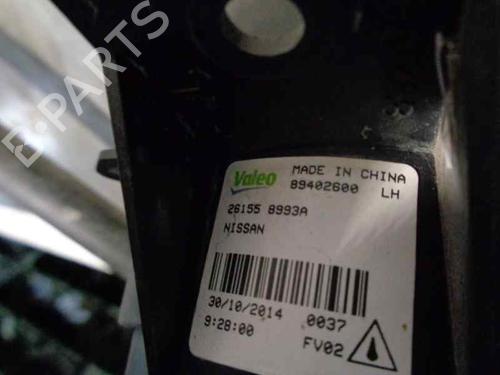 E-PARTS
Valeo
MADE IN CHINA
89402600 LH
26155 8993A
NISSAN
30/10/2014 0037
9:28:00 FV02